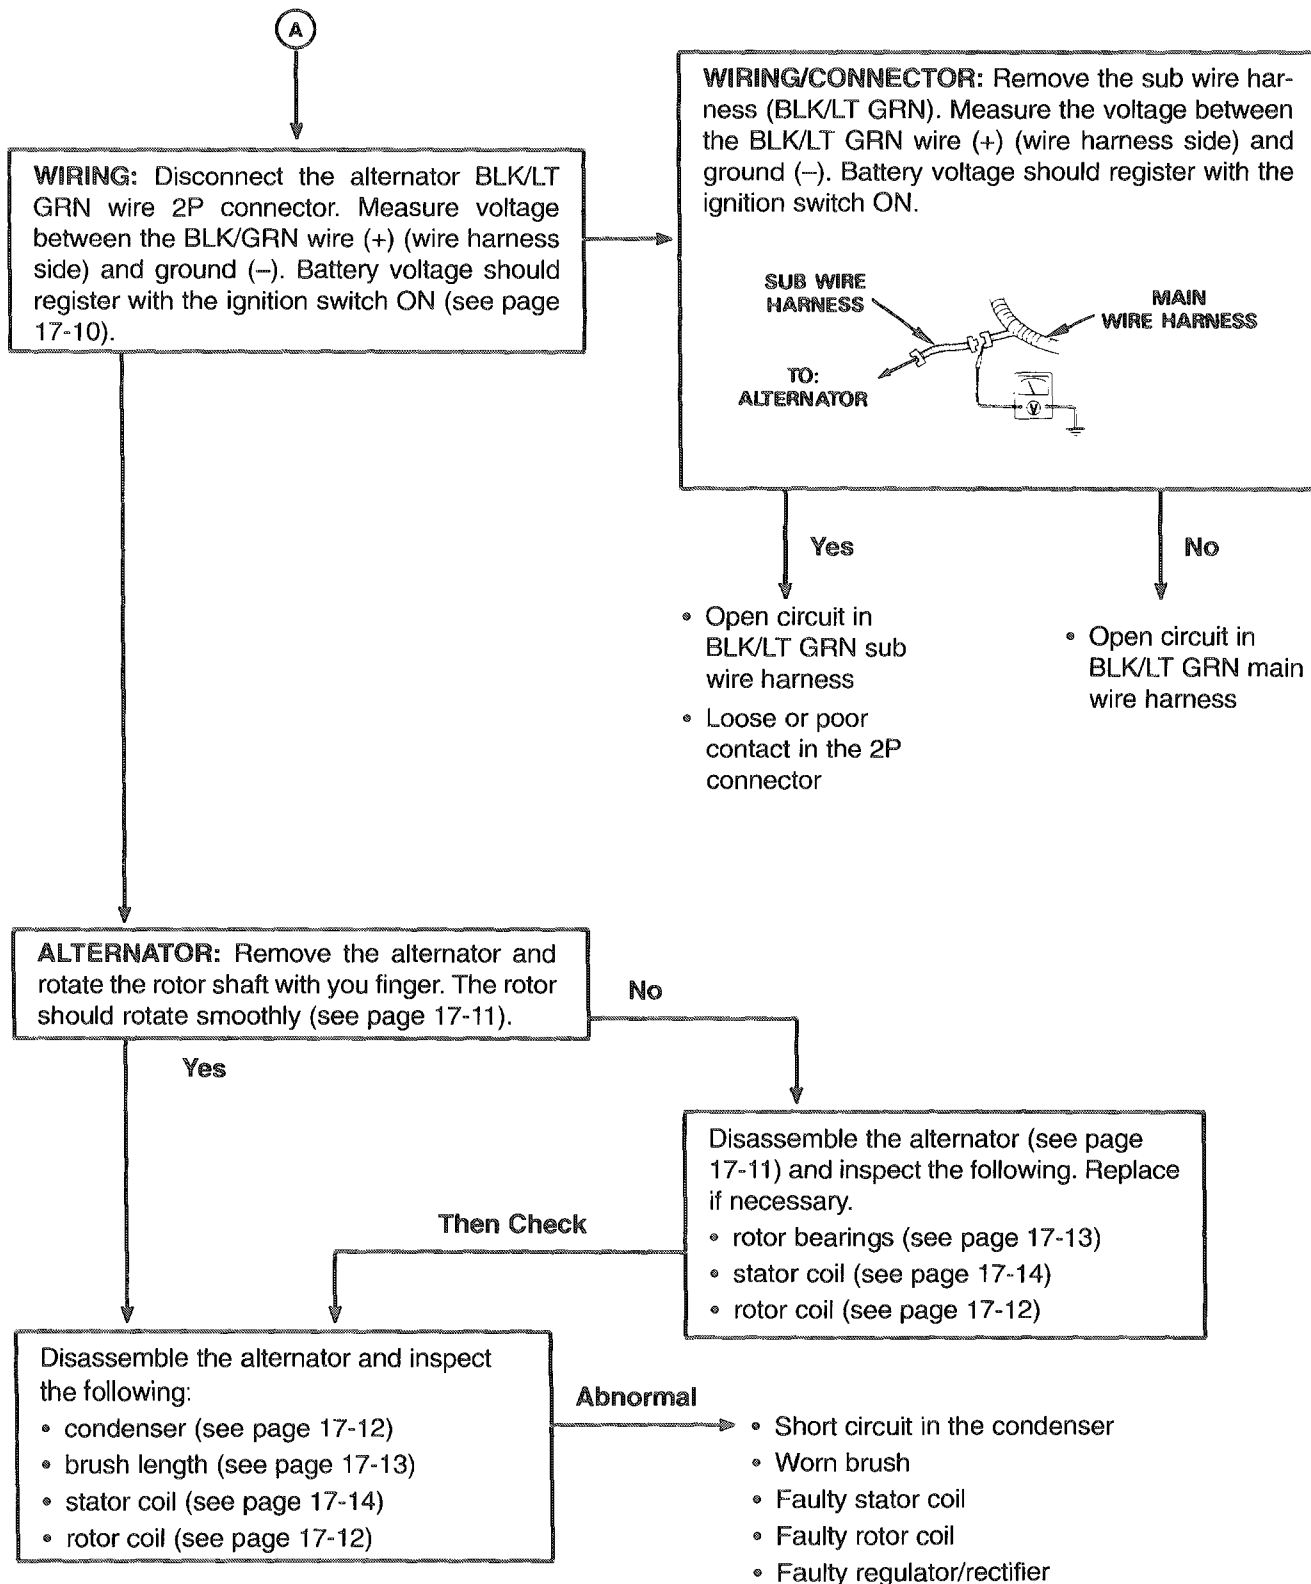 A
WIRING: Disconnect the alternator BLK/LT
GRN wire 2P connector. Measure voltage
between the BLK/GRN wire (+) (wire harness
side) and ground (–). Battery voltage should
register with the ignition switch ON (see page
17-10).
WIRING/CONNECTOR: Remove the sub wire har-
ness (BLK/LT GRN). Measure the voltage between
the BLK/LT GRN wire (+) (wire harness side) and
ground (–). Battery voltage should register with the
ignition switch ON.
SUB WIRE
HARNESS
MAIN
WIRE HARNESS
TO:
ALTERNATOR
V
Yes
No
• Open circuit in
BLK/LT GRN sub
wire harness
• Loose or poor
contact in the 2P
connector
• Open circuit in
BLK/LT GRN main
wire harness
ALTERNATOR: Remove the alternator and
rotate the rotor shaft with you finger. The rotor
should rotate smoothly (see page 17-11).
No
Yes
Disassemble the alternator (see page
17-11) and inspect the following. Replace
if necessary.
• rotor bearings (see page 17-13)
• stator coil (see page 17-14)
• rotor coil (see page 17-12)
Then Check
Disassemble the alternator and inspect
the following:
• condenser (see page 17-12)
• brush length (see page 17-13)
• stator coil (see page 17-14)
• rotor coil (see page 17-12)
Abnormal
• Short circuit in the condenser
• Worn brush
• Faulty stator coil
• Faulty rotor coil
• Faulty regulator/rectifier